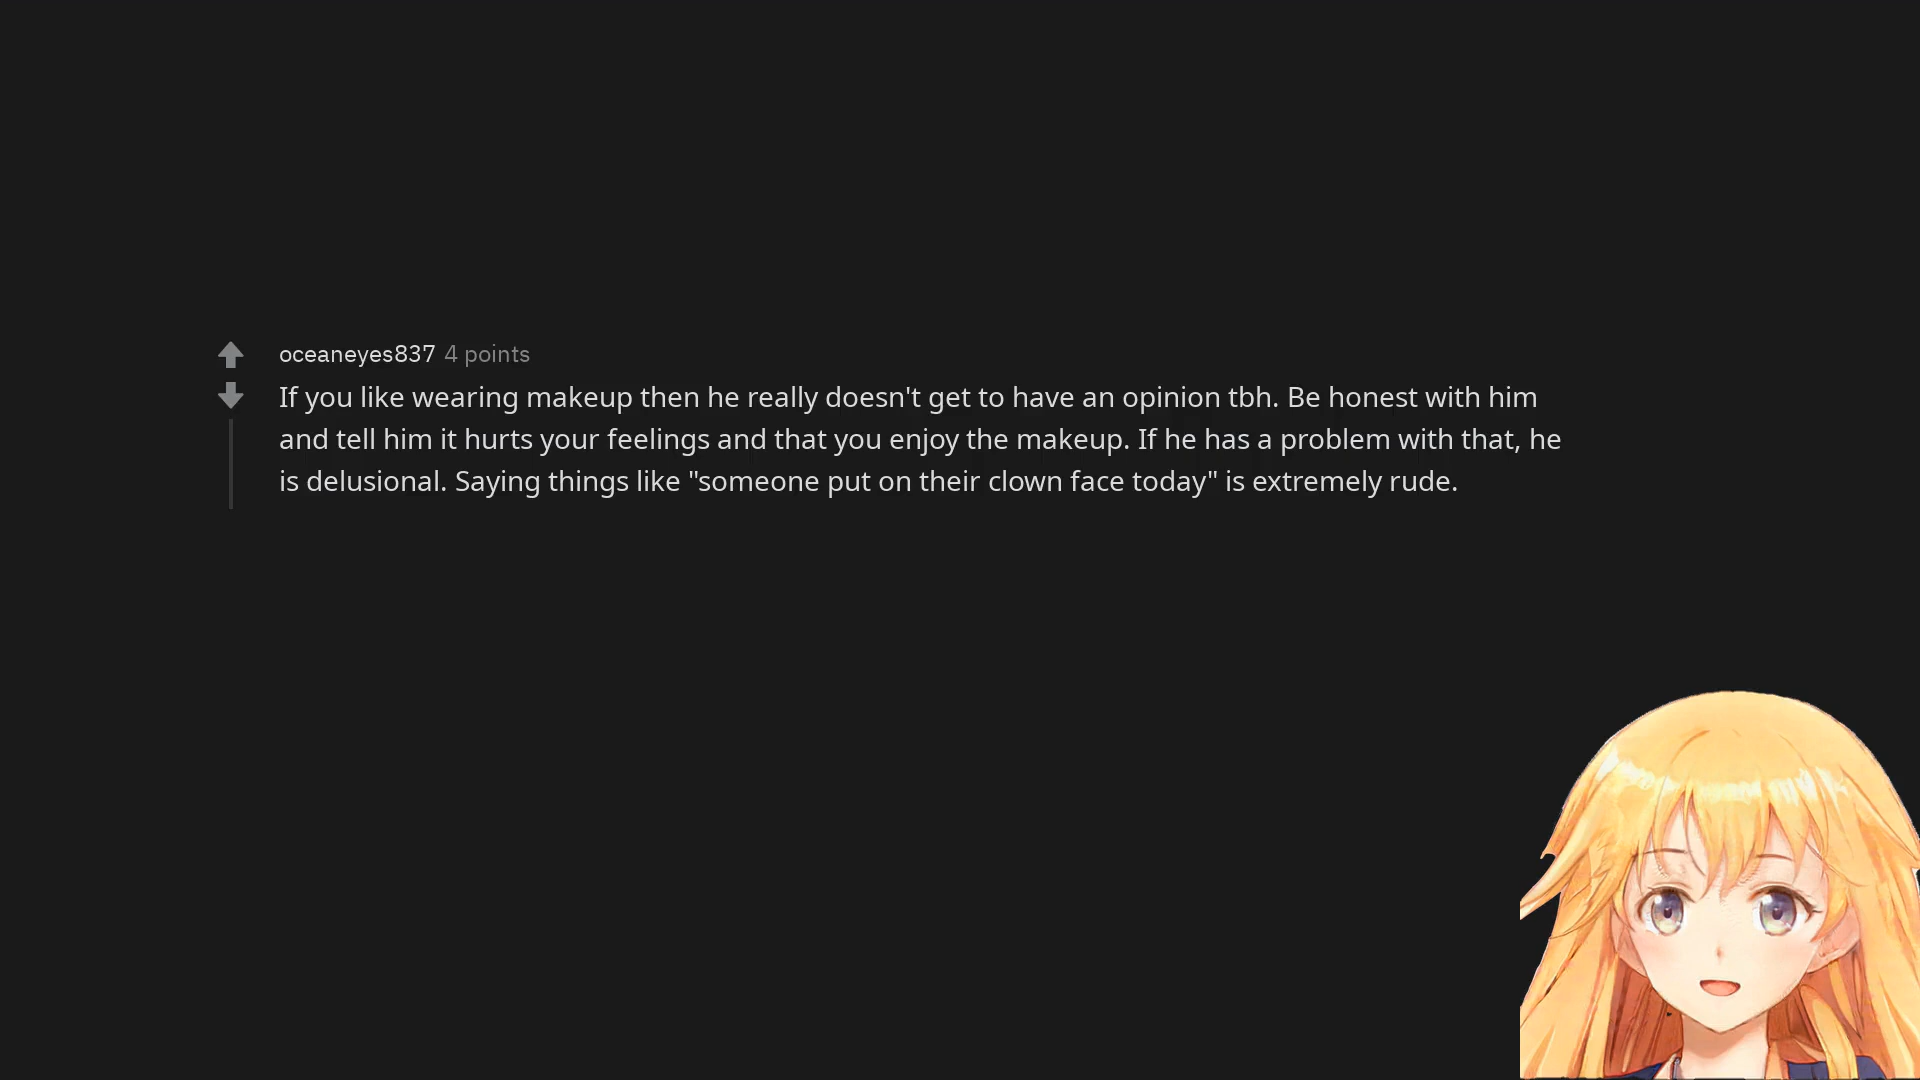 oceaneyes837 4 points
If you like wearing makeup then he really doesn't get to have an opinion tbh. Be honest with him
and tell him it hurts your feelings and that you enjoy the makeup. If he has a problem with that, he
is delusional. Saying things like "someone put on their clown face today" is extremely rude.